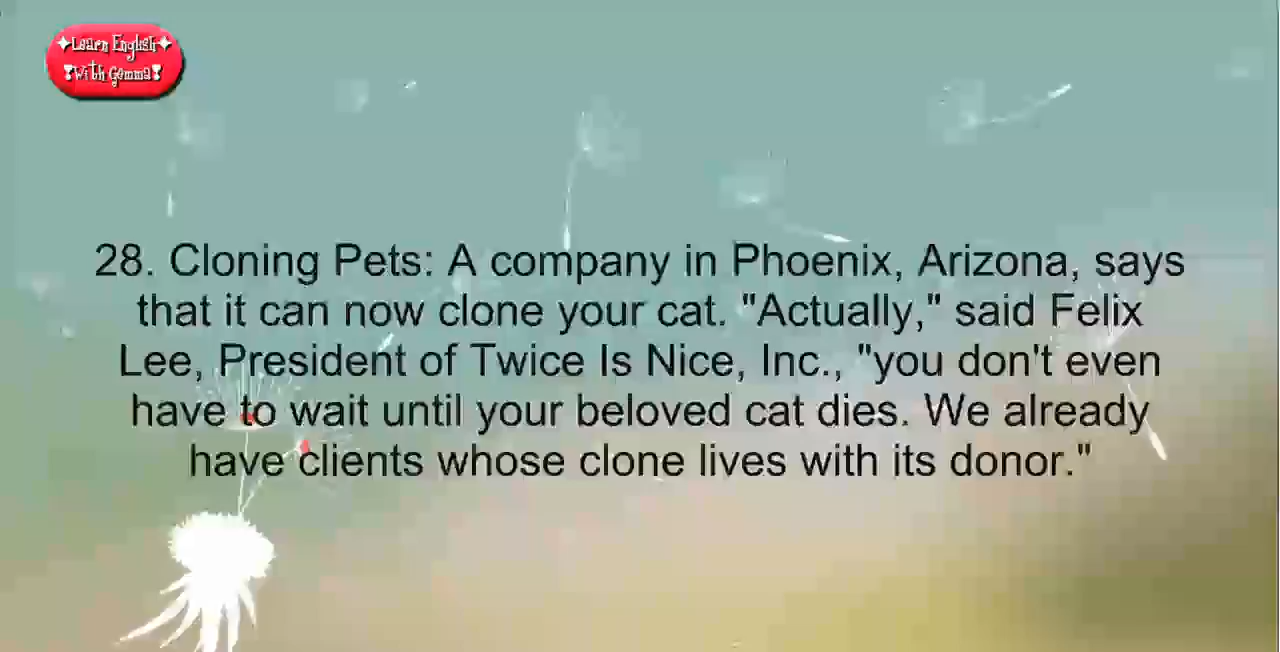 Learn English
With Gemma
28. Cloning Pets: A company in Phoenix, Arizona, says
that it can now clone your cat. "Actually," said Felix
Lee, President of Twice Is Nice, Inc., "you don't even
have to wait until your beloved cat dies. We already
have clients whose clone lives with its donor."